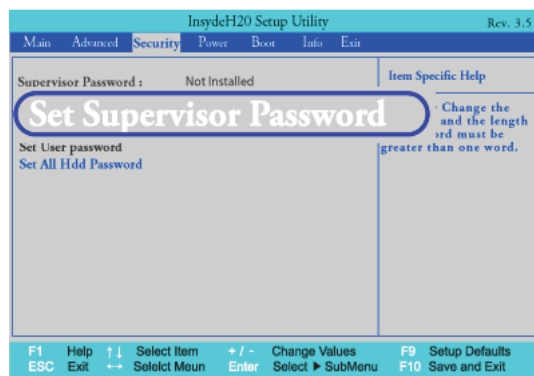 InsydeH20 Setup Utility Rev. 3.5
Main Advanced Security Power Boot Info Exit
Supervisor Password : Not Installed
Set Supervisor Password
Set User password
Set All Hdd Password
Item Specific Help
Change the
and the length
must be
greater than one word.
F1 Help ↑↓ Select Item + / - Change Values F9 Setup Defaults
ESC Exit ↔ Selelct Meun Enter Select ▶ SubMenu F10 Save and Exit